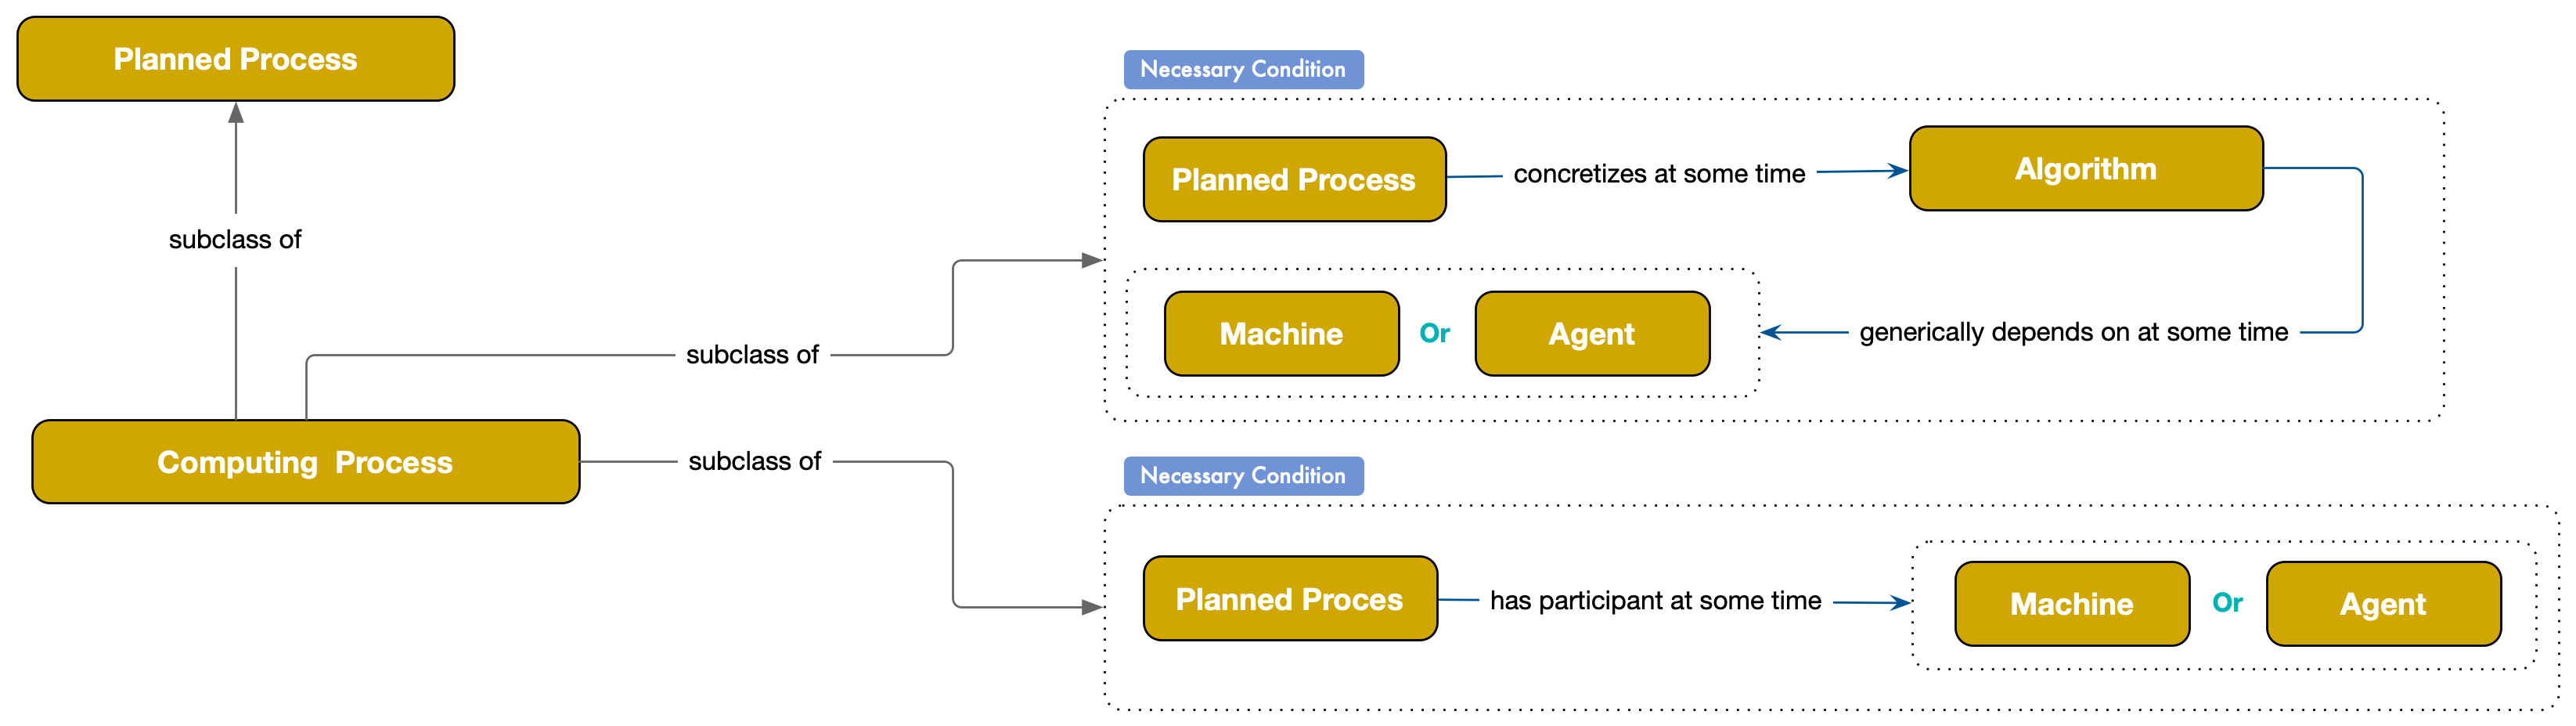 Planned Process
Necessary Condition
Planned Process
concretizes at some time
Algorithm
subclass of
Machine
Or
Agent
generically depends on at some time
subclass of
Computing  Process
subclass of
Necessary Condition
Planned Proces
has participant at some time
Machine
Or
Agent